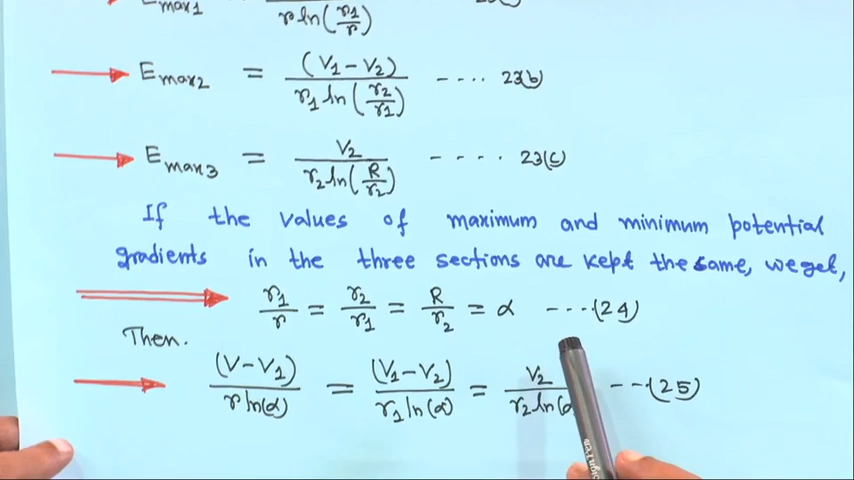 Emax1 r ln(r1/r)
Emax2 = (V1-V2)/(r1 ln(r2/r1)) ---- 23(b)
Emax3 = V2/(r2 ln(R/r2)) ---- 23(c)
If the values of maximum and minimum potential
gradients in the three sections are kept the same, we get,
r1/r = r2/r1 = R/r2 = α ---(24)
Then.
(V-V1)/(r ln(α)) = (V1-V2)/(r1 ln(α)) = V2/(r2 ln(α ---(25)